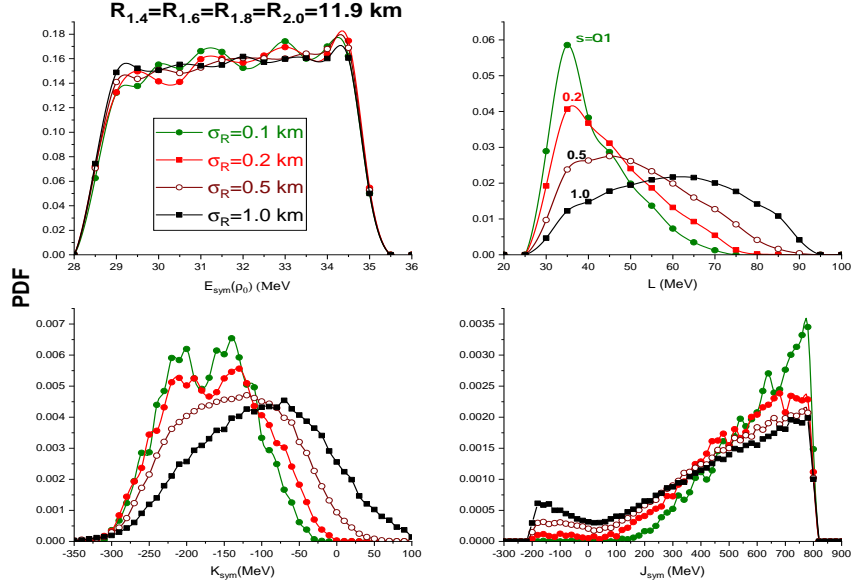 R1.4=R1.6=R1.8=R2.0=11.9 km
PDF
0.18
0.16
0.14
0.12
0.10
0.08
0.06
0.04
0.02
0.00
σR=0.1 km
σR=0.2 km
σR=0.5 km
σR=1.0 km
28 29 30 31 32 33 34 35 36
Esym(ρ0) (MeV
0.06
0.05
0.04
0.03
0.02
0.01
0.00
s=01
0.2
0.5
1.0
20 30 40 50 60 70 80 90 100
L (MeV)
0.007
0.006
0.005
0.004
0.003
0.002
0.001
0.000
-350 -300 -250 -200 -150 -100 -50 0 50 100
Ksym(MeV)
0.0035
0.0030
0.0025
0.0020
0.0015
0.0010
0.0005
0.0000
-300 -200 -100 0 100 200 300 400 500 600 700 800 900
Jsym (MeV)